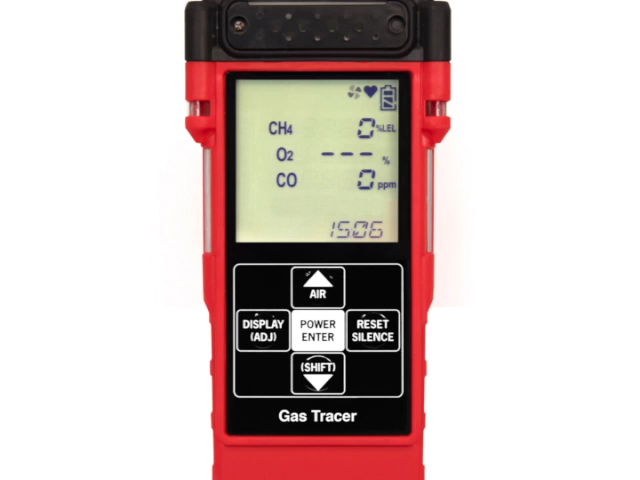 CH4 0 %LEL
O2 --- %
CO 0 ppm
1506
AIR
DISPLAY
(ADJ)
POWER
ENTER
RESET
SILENCE
(SHIFT)
Gas Tracer